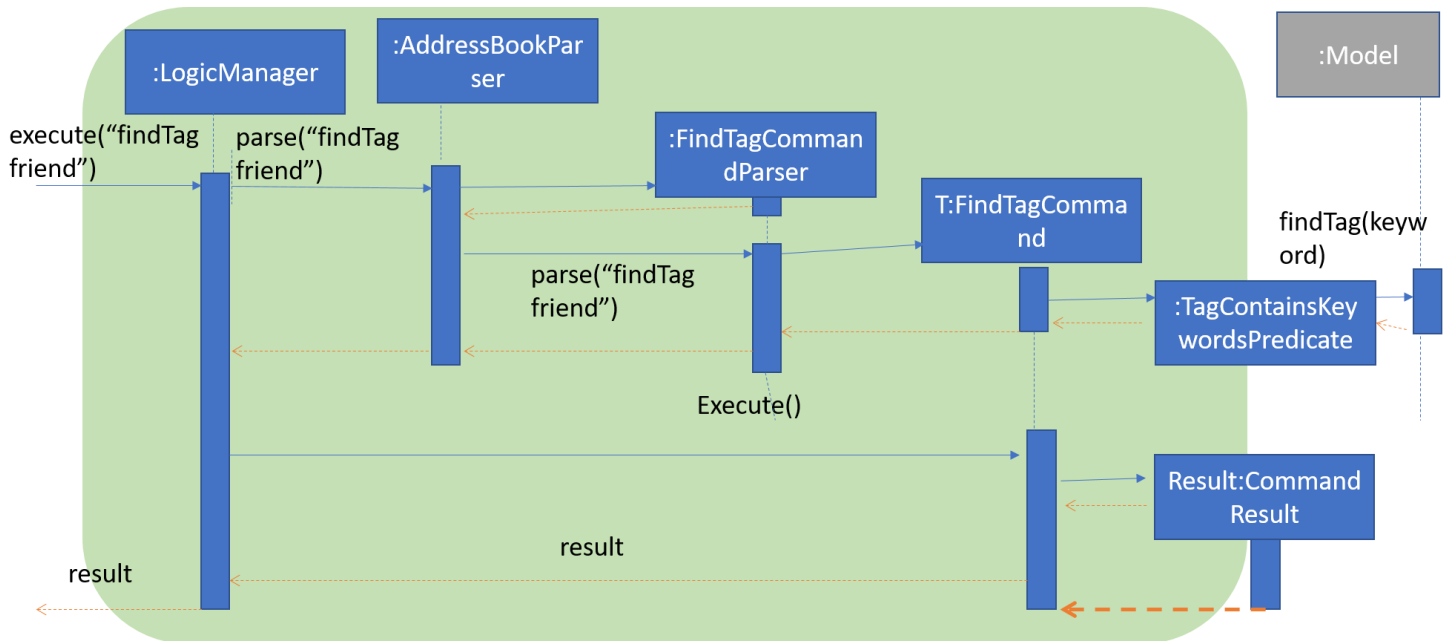 :LogicManager
:AddressBookPar
ser
:Model
execute(“findTag
friend”)
parse(“findTag
friend”)
:FindTagComman
dParser
T:FindTagComma
nd
findTag(keyw
ord)
parse(“findTag
friend”)
:TagContainsKey
wordsPredicate
Execute()
Result:Command
Result
result
result